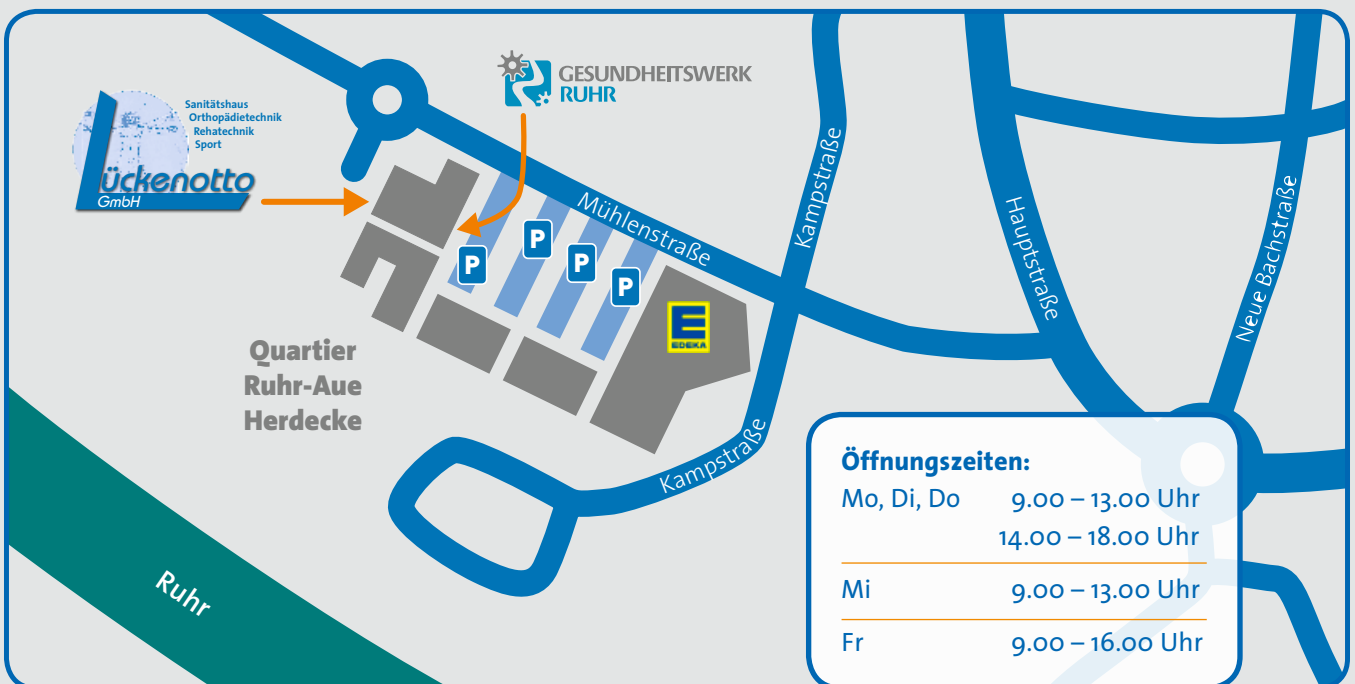 GESUNDHEITSWERK
RUHR
Sanitätshaus
Orthopädietechnik
Rehatechnik
Sport
Lückenotto
GmbH
Mühlenstraße
Kampstraße
Hauptstraße
Neue Bachstraße
P
P
P
P
E
EDEKA
Quartier
Ruhr-Aue
Herdecke
Kampstraße
Ruhr
Öffnungszeiten:
Mo, Di, Do 9.00 – 13.00 Uhr
14.00 – 18.00 Uhr
Mi 9.00 – 13.00 Uhr
Fr 9.00 – 16.00 Uhr